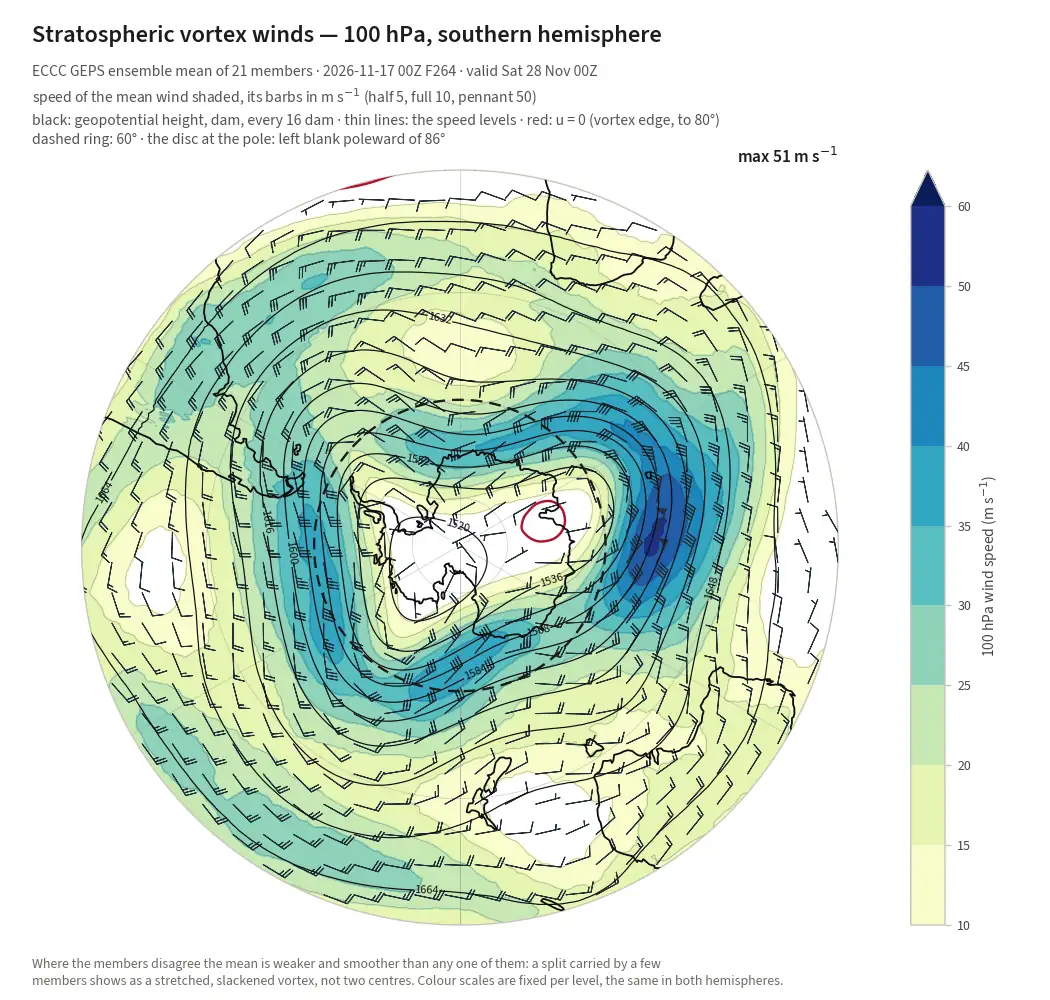 Stratospheric vortex winds — 100 hPa, southern hemisphere
ECCC GEPS ensemble mean of 21 members · 2026-11-17 00Z F264 · valid Sat 28 Nov 00Z
speed of the mean wind shaded, its barbs in m s⁻¹ (half 5, full 10, pennant 50)
black: geopotential height, dam, every 16 dam · thin lines: the speed levels · red: u = 0 (vortex edge, to 80°)
dashed ring: 60° · the disc at the pole: left blank poleward of 86°
max 51 m s⁻¹
60
50
45
40
35
30
25
20
15
10
100 hPa wind speed (m s⁻¹)
1520
1536
1584
1600
1616
1648
1664
Where the members disagree the mean is weaker and smoother than any one of them: a split carried by a few
members shows as a stretched, slackened vortex, not two centres. Colour scales are fixed per level, the same in both hemispheres.